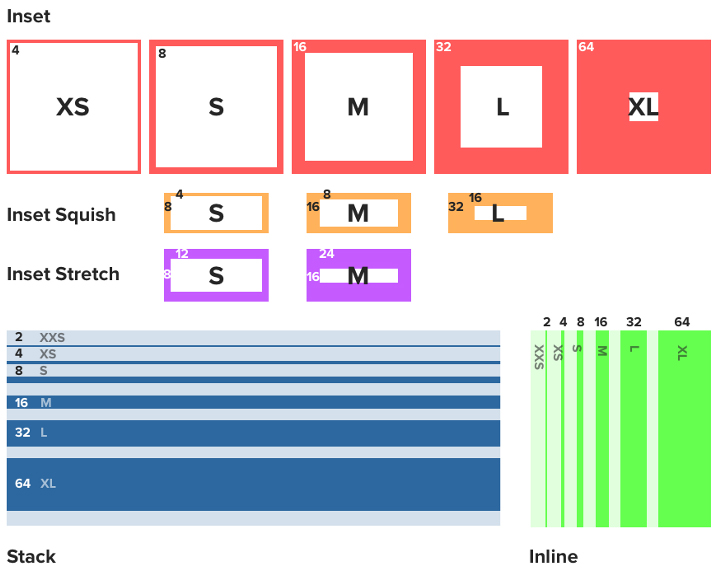 Inset
4 8 16 32 64
XS S M L XL
4 8 16
8 16 32
Inset Squish S M L
12 24
8 16
Inset Stretch S M
2 4 8 16 32 64
XXS XS S M L XL
2 XXS
4 XS
8 S
16 M
32 L
64 XL
Stack Inline